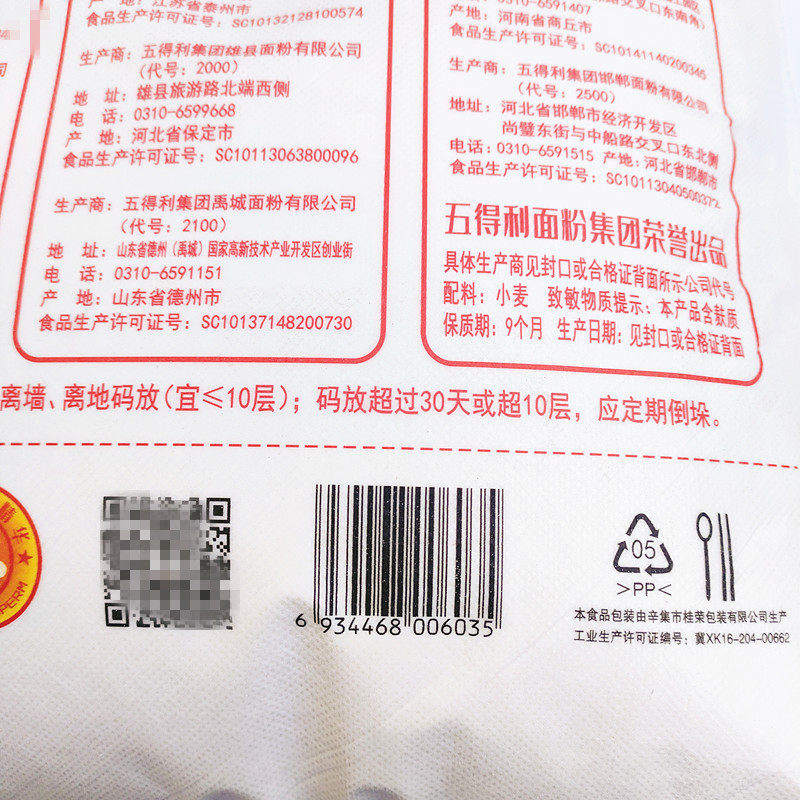 江苏省泰州市
食品生产许可证号：SC10132128100574
生产商：五得利集团雄县面粉有限公司
（代号：2000）
地 址：雄县旅游路北端西侧
电 话：0310-6599668
产 地：河北省保定市
食品生产许可证号：SC10113063800096
生产商：五得利集团禹城面粉有限公司
（代号：2100）
地 址：山东省德州（禹城）国家高新技术产业开发区创业街
电 话：0310-6591151
产 地：山东省德州市
食品生产许可证号：SC10137148200730
路交叉口东南角）
0310-6591407
产地：河南省商丘市
食品生产许可证号：SC10141140200345
生产商：五得利集团邯郸面粉有限公司
（代号：2500）
地址：河北省邯郸市经济开发区
尚璧东街与中船路交叉口东北侧
电话：0310-6591515 产地：河北省邯郸市
食品生产许可证号：SC10113040500372
五得利面粉集团荣誉出品
具体生产商见封口或合格证背面所示公司代号
配料：小麦 致敏物质提示：本产品含麸质
保质期：9个月 生产日期：见封口或合格证背面
离墙、离地码放（宜≤10层）；码放超过30天或超10层，应定期倒垛。
精华
PERM
6 934468 006035
05
>PP<
本食品包装由辛集市桂荣包装有限公司生产
工业生产许可证编号：冀XK16-204-00662